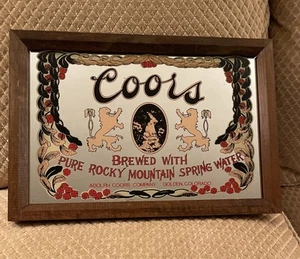 Coors
BREWED WITH
PURE ROCKY MOUNTAIN SPRING WATER
ADOLPH COORS COMPANY GOLDEN, COLORADO